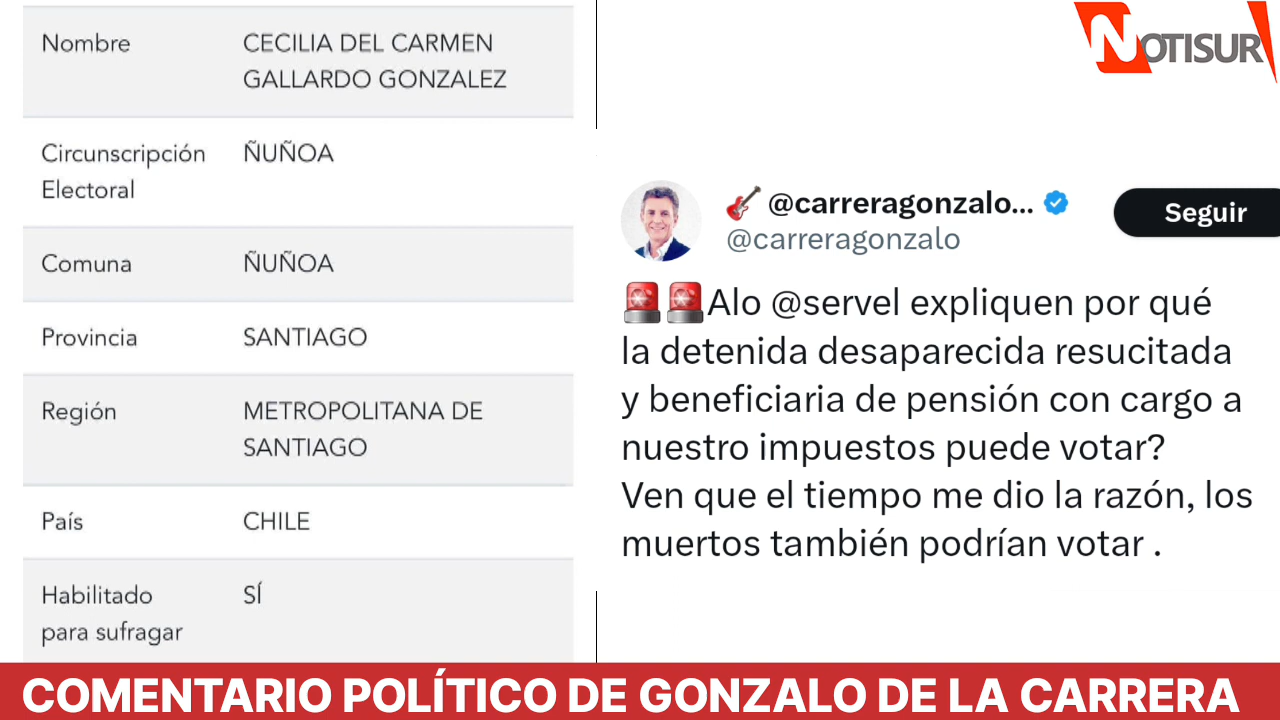 Nombre CECILIA DEL CARMEN
GALLARDO GONZALEZ
Circunscripción ÑUÑOA
Electoral
Comuna ÑUÑOA
Provincia SANTIAGO
Región METROPOLITANA DE
SANTIAGO
País CHILE
Habilitado SÍ
para sufragar
NOTISUR
@carreragonzalo...
Seguir
@carreragonzalo
Alo @servel expliquen por qué
la detenida desaparecida resucitada
y beneficiaria de pensión con cargo a
nuestro impuestos puede votar?
Ven que el tiempo me dio la razón, los
muertos también podrían votar .
COMENTARIO POLÍTICO DE GONZALO DE LA CARRERA